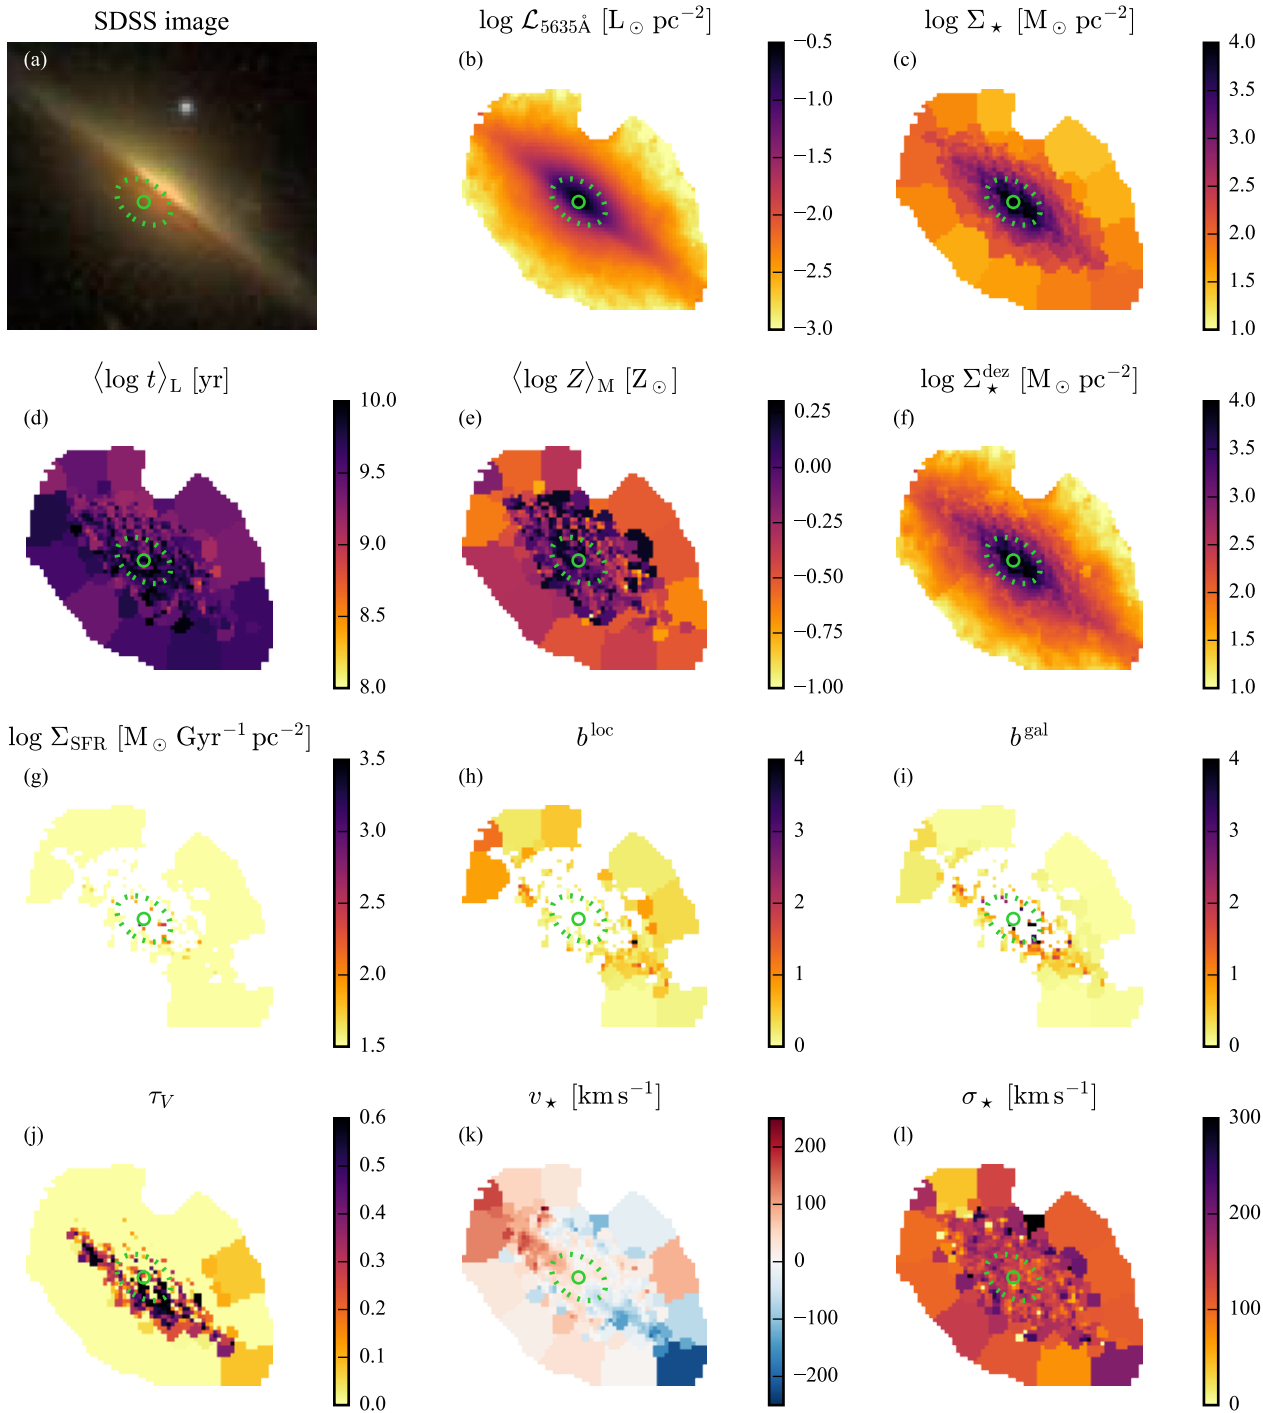 SDSS image
log ℒ₅₆₃₅Å [L⊙ pc⁻²]
log Σ⋆ [M⊙ pc⁻²]
(a)
(b)
−0.5
−1.0
−1.5
−2.0
−2.5
−3.0
(c)
4.0
3.5
3.0
2.5
2.0
1.5
1.0
⟨log t⟩L [yr]
⟨log Z⟩M [Z⊙]
log Σ⋆ᵈᵉᶻ [M⊙ pc⁻²]
(d)
10.0
9.5
9.0
8.5
8.0
(e)
0.25
0.00
−0.25
−0.50
−0.75
−1.00
(f)
4.0
3.5
3.0
2.5
2.0
1.5
1.0
log ΣSFR [M⊙ Gyr⁻¹ pc⁻²]
bˡᵒᶜ
bᵍᵃˡ
(g)
3.5
3.0
2.5
2.0
1.5
(h)
4
3
2
1
0
(i)
4
3
2
1
0
τV
v⋆ [km s⁻¹]
σ⋆ [km s⁻¹]
(j)
0.6
0.5
0.4
0.3
0.2
0.1
0.0
(k)
200
100
0
−100
−200
(l)
300
200
100
0